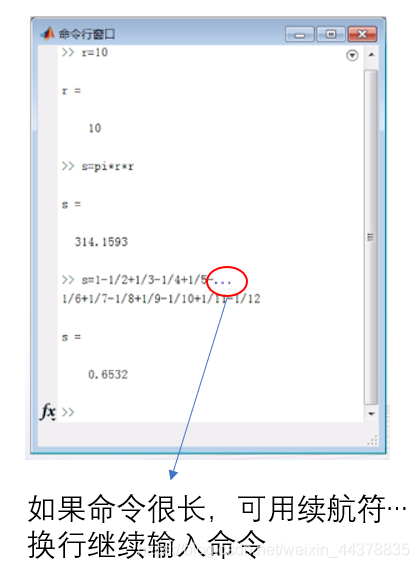 命令行窗口
>> r=10
r =
10
>> s=pi*r*r
s =
314.1593
>> s=1-1/2+1/3-1/4+1/5-...
1/6+1/7-1/8+1/9-1/10+1/11-1/12
s =
0.6532
fx >>
如果命令很长，可用续航符…
换行继续输入命令
net/weixin_44378835